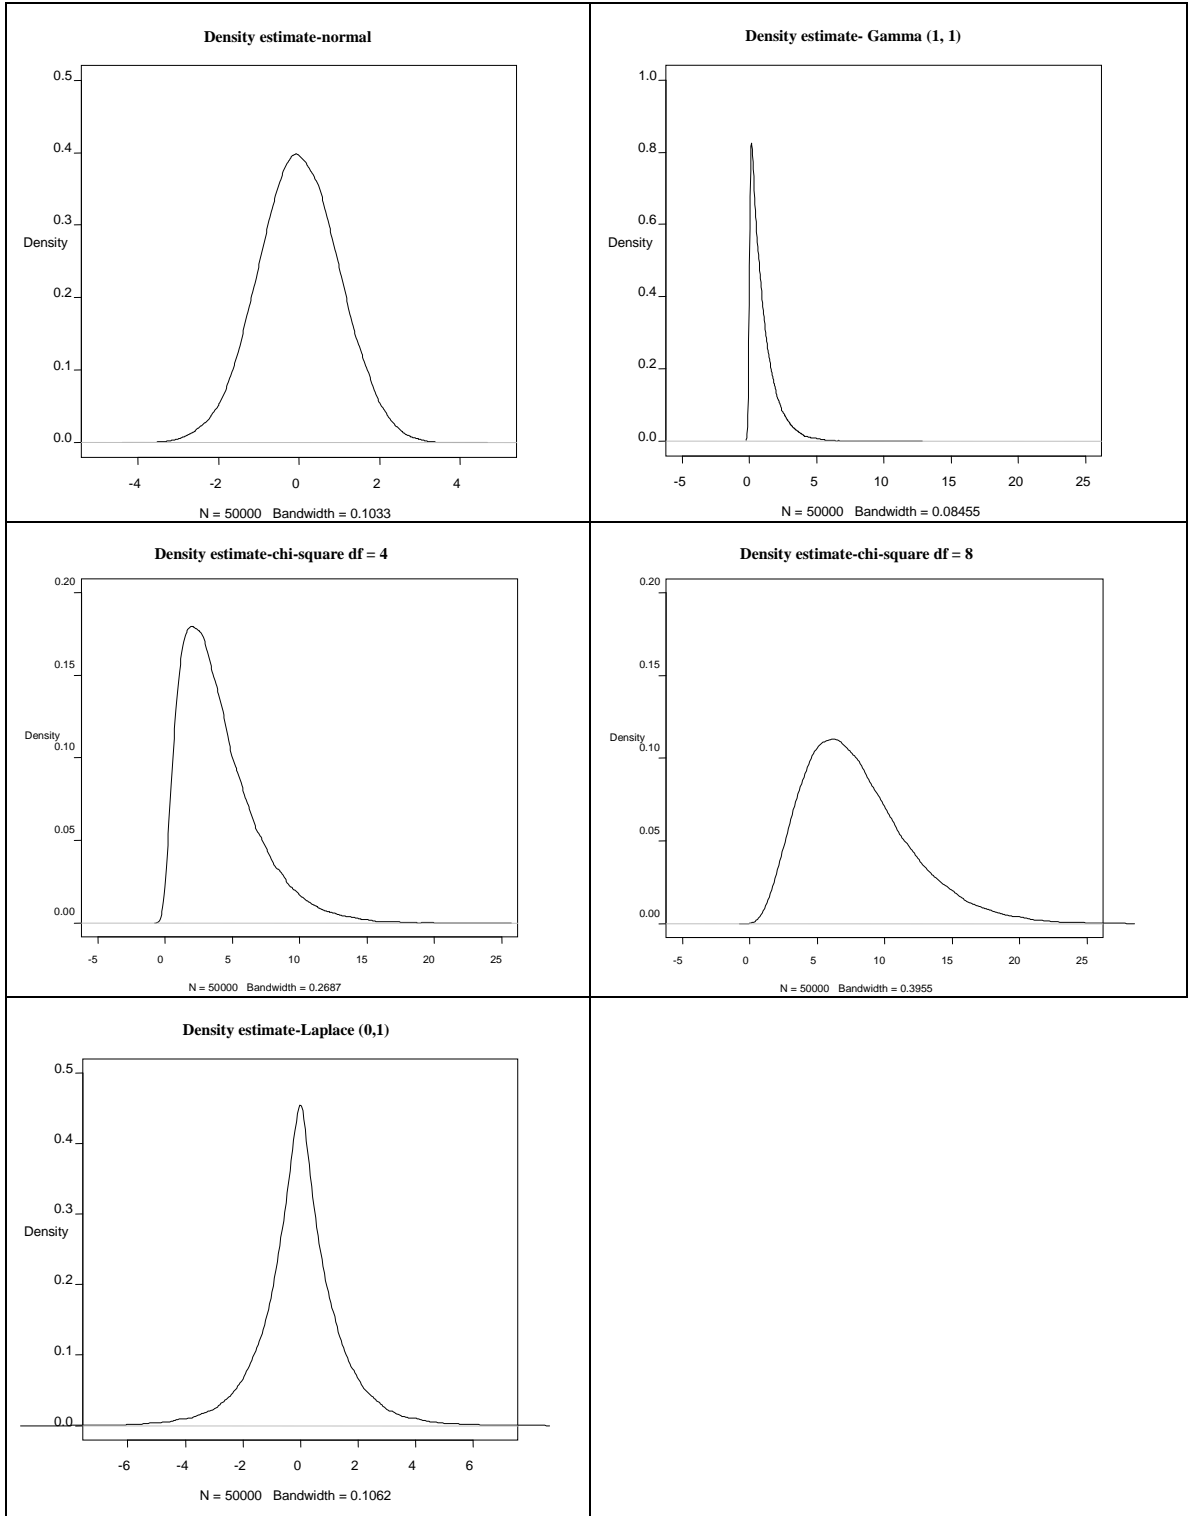 Density estimate-normal
0.5
0.4
0.3
Density
0.2
0.1
0.0
-4 -2 0 2 4
N = 50000 Bandwidth = 0.1033
Density estimate- Gamma (1, 1)
1.0
0.8
0.6
Density
0.4
0.2
0.0
-5 0 5 10 15 20 25
N = 50000 Bandwidth = 0.08455
Density estimate-chi-square df = 4
0.20
0.15
Density
0.10
0.05
0.00
-5 0 5 10 15 20 25
N = 50000 Bandwidth = 0.2687
Density estimate-chi-square df = 8
0.20
0.15
Density
0.10
0.05
0.00
-5 0 5 10 15 20 25
N = 50000 Bandwidth = 0.3955
Density estimate-Laplace (0,1)
0.5
0.4
0.3
Density
0.2
0.1
0.0
-6 -4 -2 0 2 4 6
N = 50000 Bandwidth = 0.1062